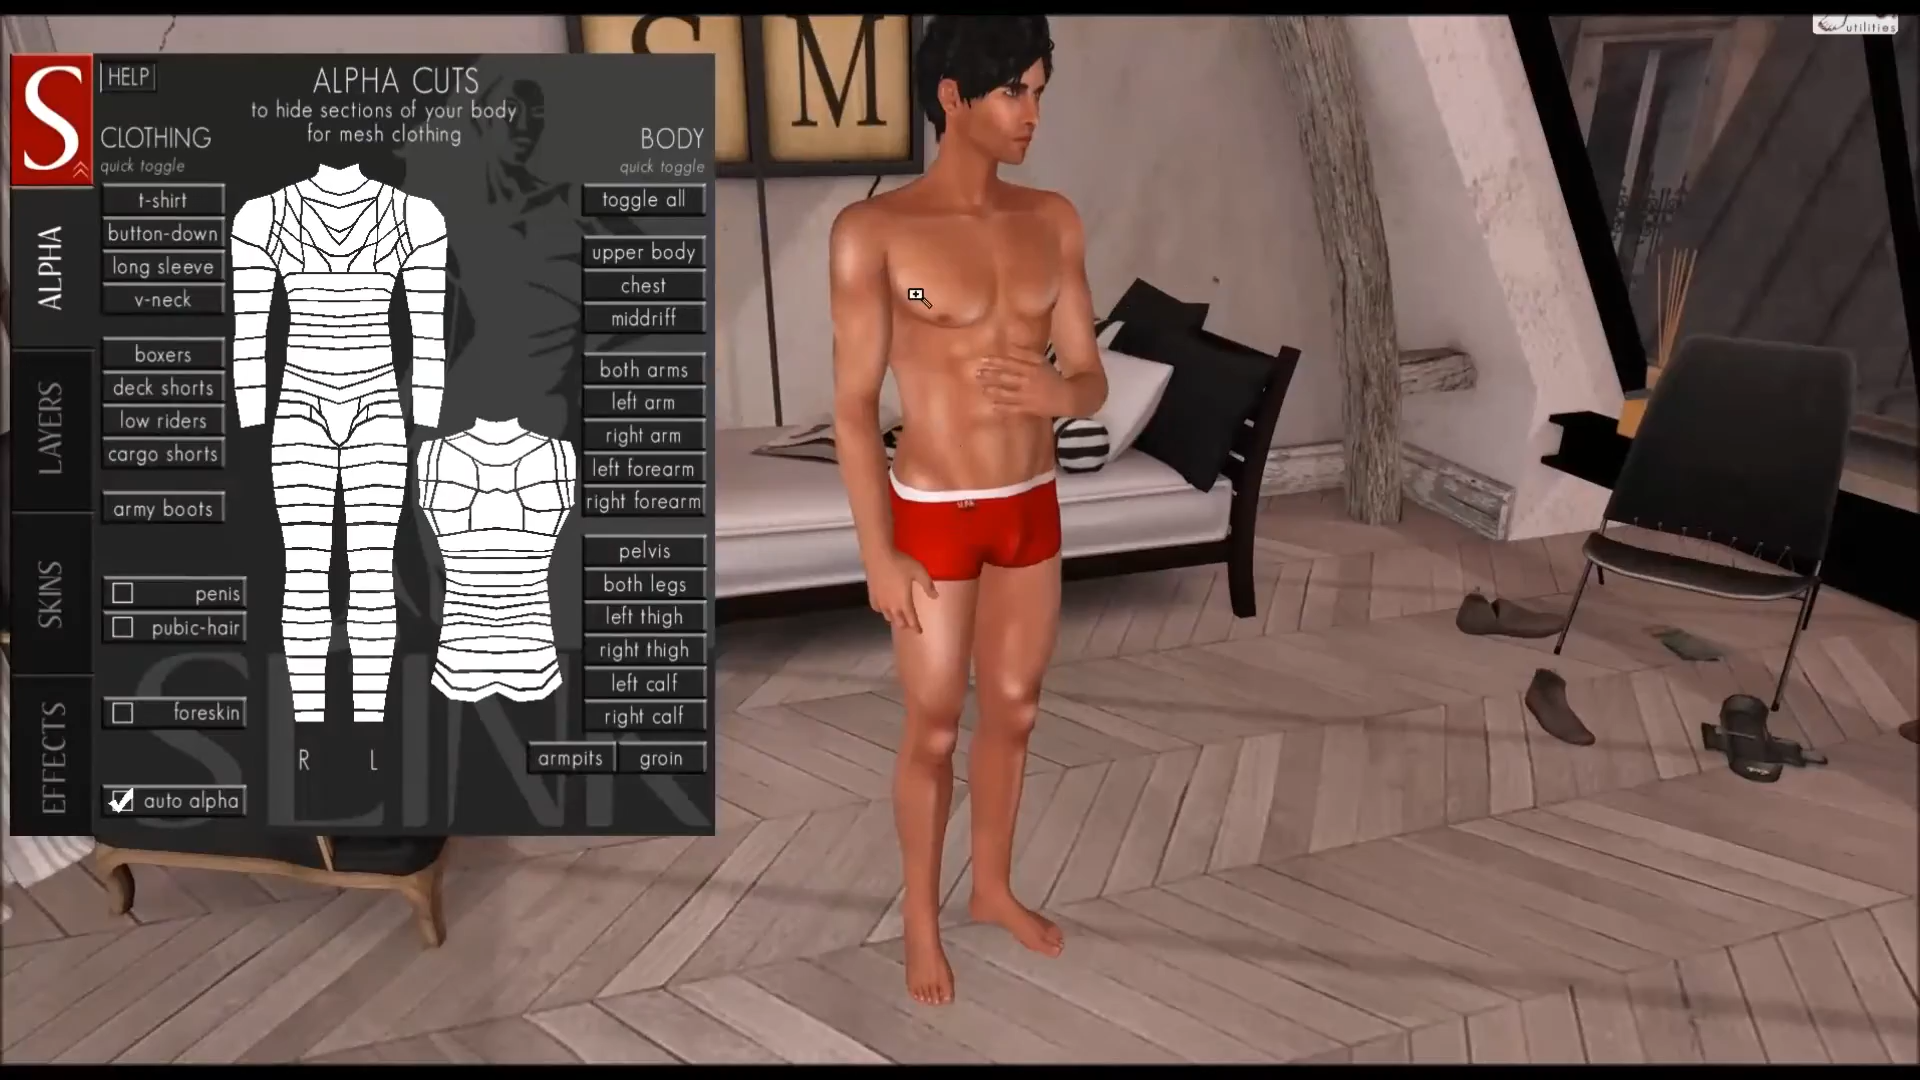 S M
utilities
S
HELP
ALPHA CUTS
to hide sections of your body
for mesh clothing
CLOTHING
quick toggle
BODY
quick toggle
t-shirt
button-down
long sleeve
v-neck
boxers
deck shorts
low riders
cargo shorts
army boots
penis
pubic-hair
foreskin
auto alpha
toggle all
upper body
chest
middriff
both arms
left arm
right arm
left forearm
right forearm
pelvis
both legs
left thigh
right thigh
left calf
right calf
armpits
groin
R L
ALPHA
LAYERS
SKINS
EFFECTS
SLINK